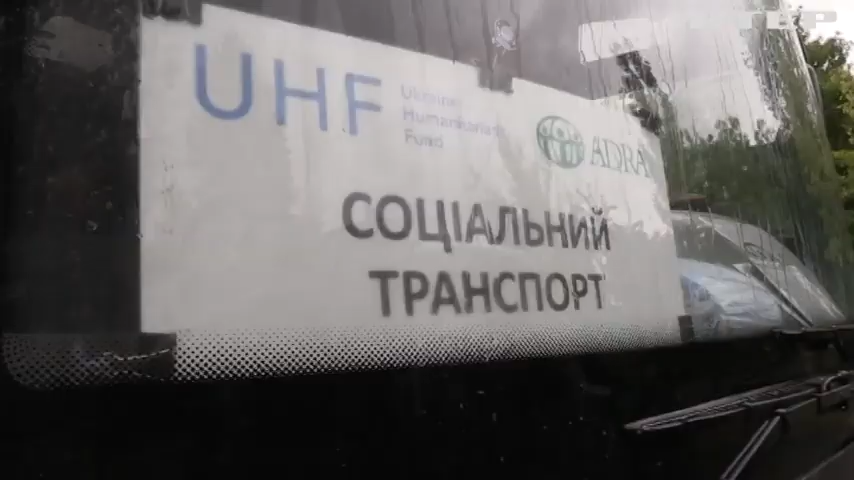 UHF
Ukraine
Humanitarian
Fund
ADRA
СОЦІАЛЬНИЙ
ТРАНСПОРТ